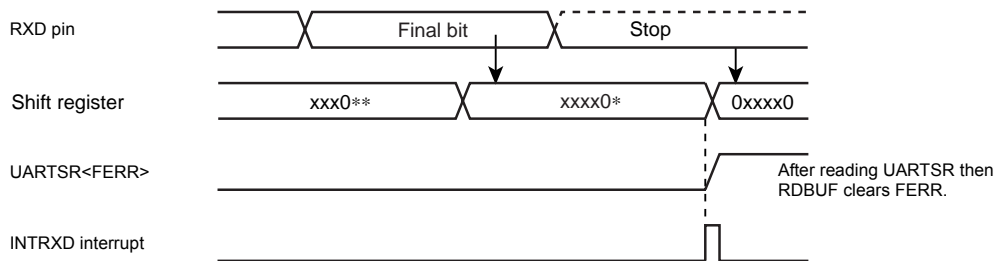 RXD pin
Final bit
Stop
Shift register
xxx0**
xxxx0*
0xxxx0
UARTSR<FERR>
After reading UARTSR then
RDBUF clears FERR.
INTRXD interrupt